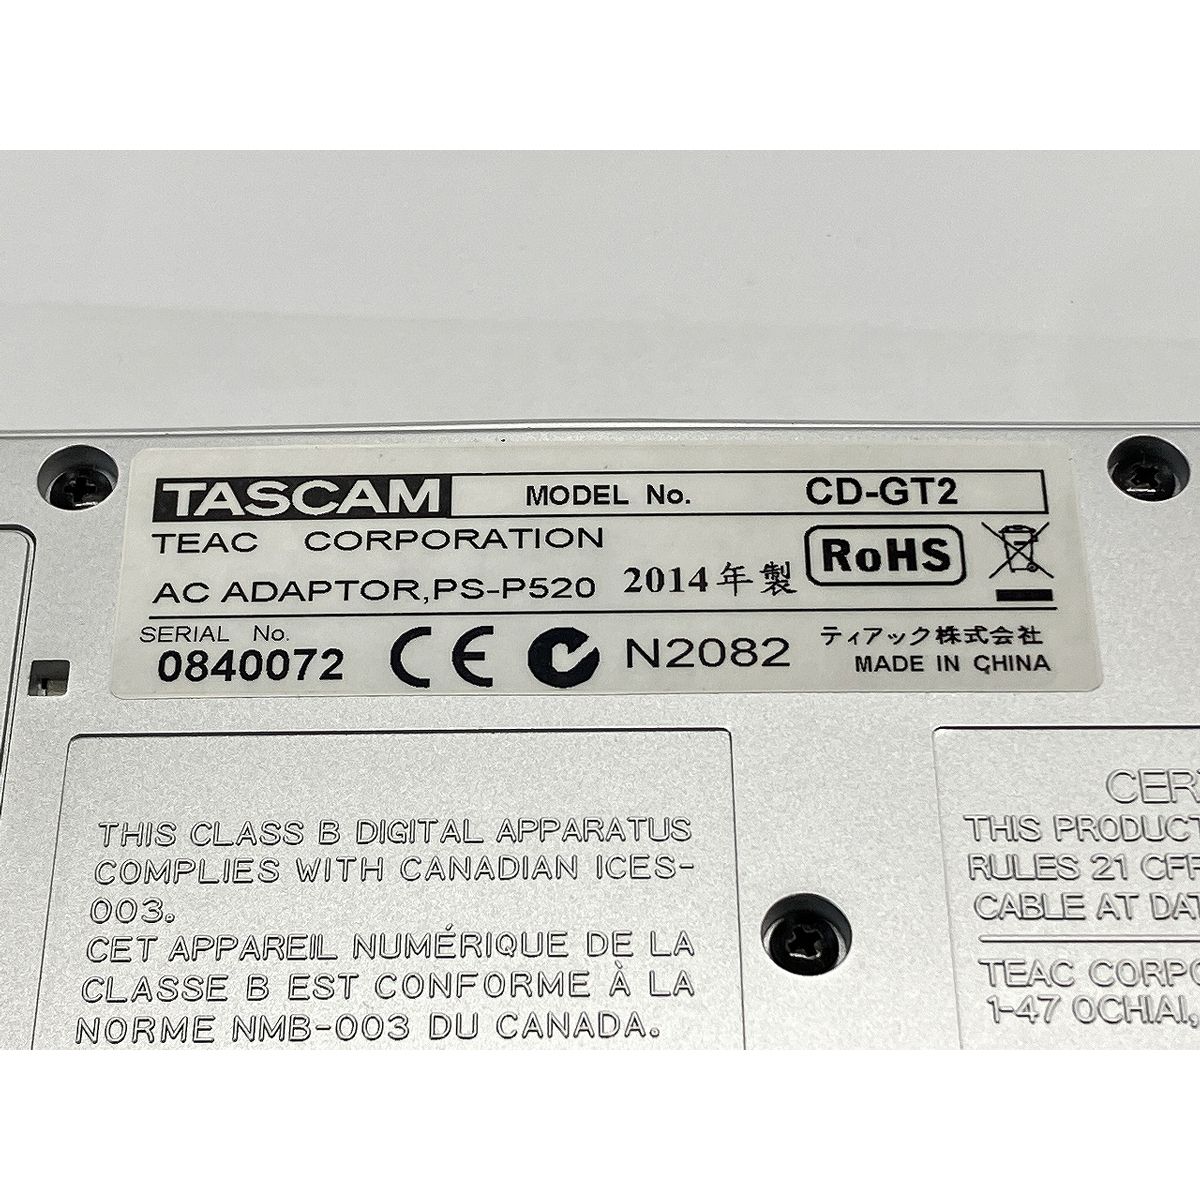 TASCAM MODEL No. CD-GT2
TEAC CORPORATION
AC ADAPTOR,PS-P520 2014年製 RoHS
SERIAL No.
0840072 CE N2082
ティアック株式会社
MADE IN CHINA
THIS CLASS B DIGITAL APPARATUS
COMPLIES WITH CANADIAN ICES-
003.
CET APPAREIL NUMÉRIQUE DE LA
CLASSE B EST CONFORME À LA
NORME NMB-003 DU CANADA.
THIS PRODUCT
RULES 21
CABLE AT
TEAC
1-47 OCHIAI,